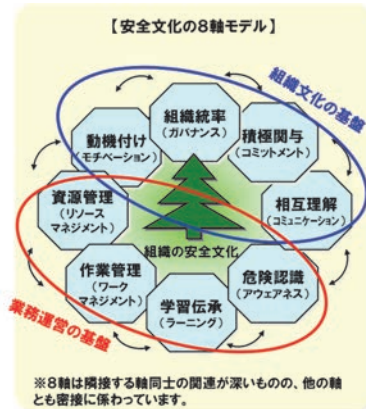 【安全文化の8軸モデル】
組織文化の基盤
組織統率
(ガバナンス)
動機付け
(モチベーション)
積極関与
(コミットメント)
資源管理
(リソース
マネジメント)
相互理解
(コミュニケーション)
組織の安全文化
作業管理
(ワーク
マネジメント)
危険認識
(アウェアネス)
学習伝承
(ラーニング)
業務運営の基盤
※8軸は隣接する軸同士の関連が深いものの、他の軸
とも密接に係わっています。